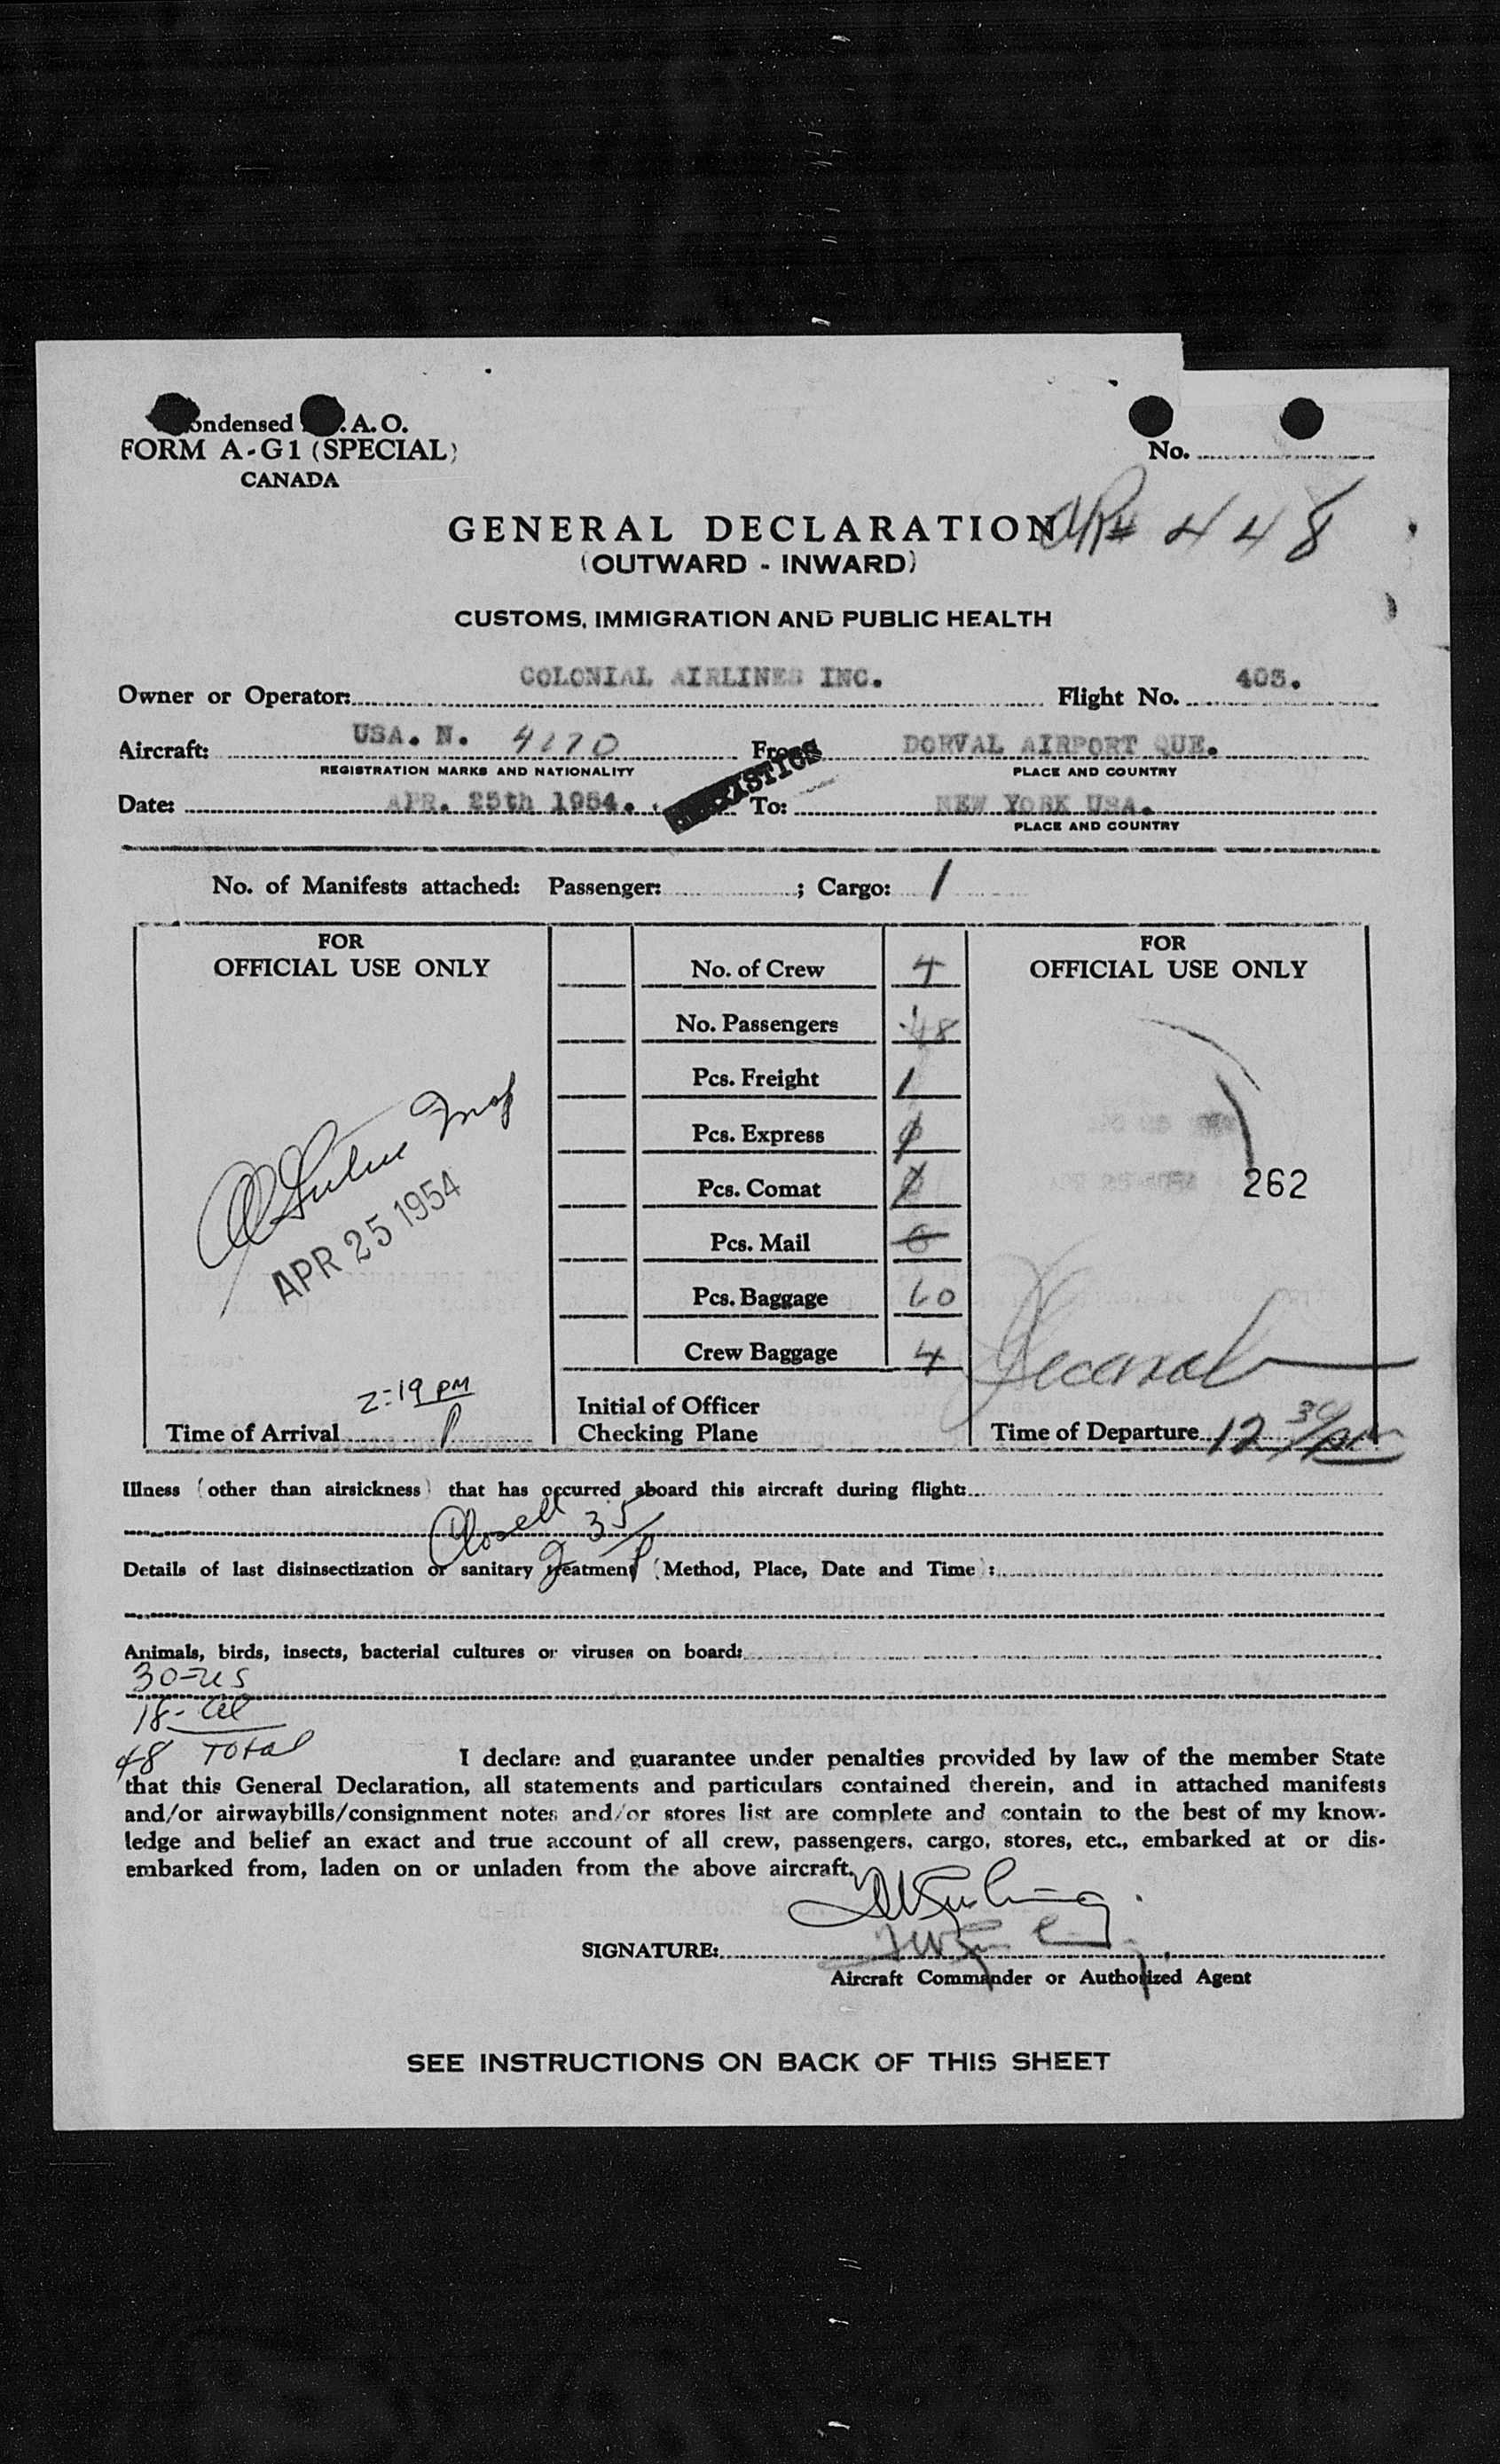 ondensed .A.O.
FORM A-G1 (SPECIAL)
CANADA
No.
448
GENERAL DECLARATION
(OUTWARD - INWARD)
CUSTOMS, IMMIGRATION AND PUBLIC HEALTH
Owner or Operator: COLONIAL AIRLINES INC. Flight No. 403.
Aircraft: USA. N. 4170 From DORVAL AIRPORT QUE.
REGISTRATION MARKS AND NATIONALITY PLACE AND COUNTRY
Date: APR. 25th 1954. To: NEW YORK USA.
PLACE AND COUNTRY
No. of Manifests attached: Passenger: ; Cargo: 1
FOR
OFFICIAL USE ONLY
APR 25 1954
2:19 PM
Time of Arrival
No. of Crew 4
No. Passengers 48
Pcs. Freight 1
Pcs. Express
Pcs. Comat
Pcs. Mail
Pcs. Baggage 60
Crew Baggage 4
Initial of Officer
Checking Plane
FOR
OFFICIAL USE ONLY
262
Time of Departure 12 30/PM
Illness (other than airsickness) that has occurred aboard this aircraft during flight:
Closed 2 35/P
Details of last disinsectization or sanitary treatment (Method, Place, Date and Time):
Animals, birds, insects, bacterial cultures or viruses on board:
30-US
18-
48 Total
I declare and guarantee under penalties provided by law of the member State
that this General Declaration, all statements and particulars contained therein, and in attached manifests
and/or airwaybills/consignment notes and/or stores list are complete and contain to the best of my know-
ledge and belief an exact and true account of all crew, passengers, cargo, stores, etc., embarked at or dis-
embarked from, laden on or unladen from the above aircraft.
SIGNATURE:
Aircraft Commander or Authorized Agent
SEE INSTRUCTIONS ON BACK OF THIS SHEET